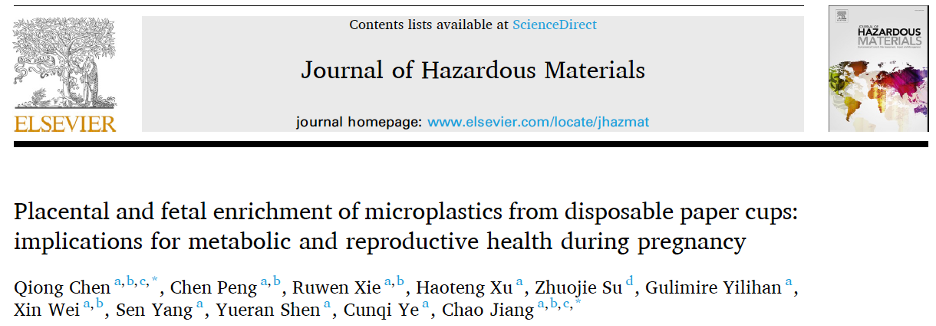 Contents lists available at ScienceDirect
Journal of Hazardous Materials
journal homepage: www.elsevier.com/locate/jhazmat
ELSEVIER
JOURNAL OF
HAZARDOUS
MATERIALS
Placental and fetal enrichment of microplastics from disposable paper cups:
implications for metabolic and reproductive health during pregnancy
Qiong Chen a,b,c,*, Chen Peng a,b, Ruwen Xie a,b, Haoteng Xu a, Zhuojie Su d, Gulimire Yilihan a,
Xin Wei a,b, Sen Yang a, Yueran Shen a, Cunqi Ye a, Chao Jiang a,b,c,*